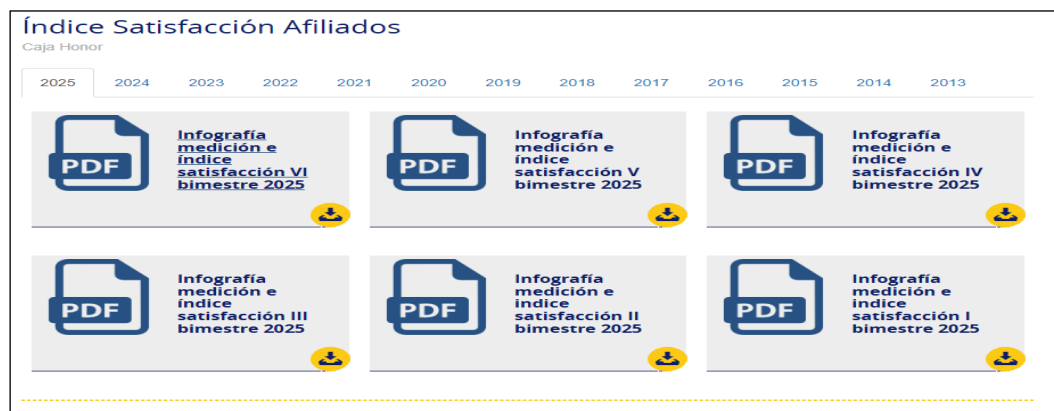 Índice Satisfacción Afiliados
Caja Honor
2025 2024 2023 2022 2021 2020 2019 2018 2017 2016 2015 2014 2013
PDF
Infografía
medición e
índice
satisfacción VI
bimestre 2025
PDF
Infografía
medición e
índice
satisfacción V
bimestre 2025
PDF
Infografía
medición e
índice
satisfacción IV
bimestre 2025
PDF
Infografía
medición e
índice
satisfacción III
bimestre 2025
PDF
Infografía
medición e
indice
satisfacción II
bimestre 2025
PDF
Infografía
medición e
indice
satisfacción I
bimestre 2025